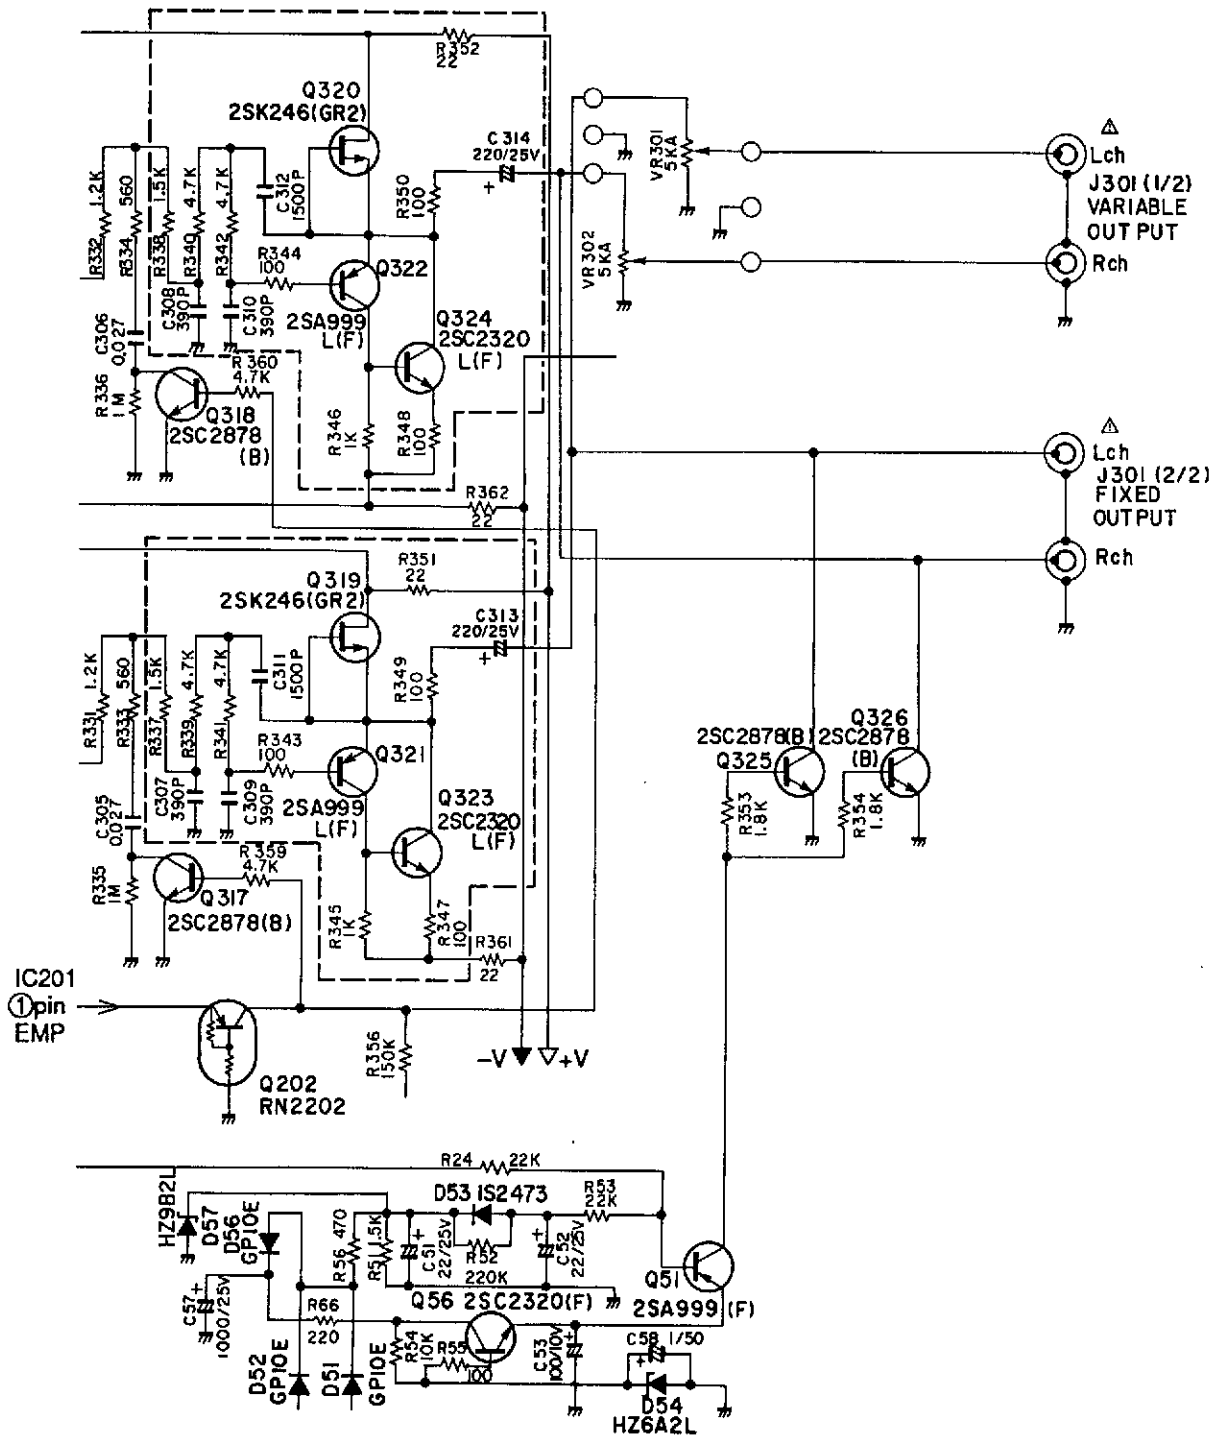 R352
22
Q320
2SK246(GR2)
C314
220/25V
VR301
5KA
Lch
J301 (1/2)
VARIABLE
OUTPUT
Rch
R332
1.2K
R334
560
R338
1.5K
R340
4.7K
R342
4.7K
C312
1500P
R350
100
VR302
5KA
R344
100
Q322
2SA999
L(F)
Q324
2SC2320
L(F)
C306
0.027
C308
390P
C310
390P
R336
1M
R360
4.7K
Q318
2SC2878
(B)
R346
1K
R348
100
Lch
J301 (2/2)
FIXED
OUTPUT
Rch
R362
22
R351
22
Q319
2SK246(GR2)
C313
220/25V
R331
1.2K
R333
560
R337
1.5K
R339
4.7K
R341
4.7K
C311
1500P
R349
100
R343
100
Q321
2SA999
L(F)
Q323
2SC2320
L(F)
2SC2878(B)
Q325
Q326
2SC2878
(B)
R353
1.8K
R354
1.8K
C305
0.027
C307
390P
C309
390P
R335
1M
R359
4.7K
Q317
2SC2878(B)
R345
1K
R347
100
R361
22
IC201
①pin
EMP
R356
150K
-V
+V
Q202
RN2202
R24
22K
HZ9B2L
D57
D56
GP10E
R56
470
R51
1.5K
C51
22/25V
D53 1S2473
R52
220K
C52
22/25V
R53
22K
Q51
2SA999 (F)
C57
1000/25V
R66
220
Q56 2SC2320(F)
R54
10K
R55
100
C53
100/10V
C58 1/50
D52
GP10E
D51
GP10E
D54
HZ6A2L